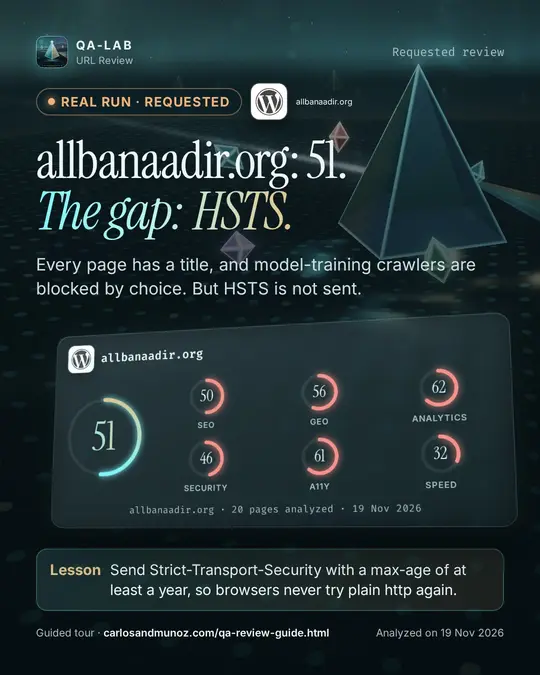 QA-LAB
URL Review
Requested review
REAL RUN · REQUESTED
allbanaadir.org
allbanaadir.org: 51.
The gap: HSTS.
Every page has a title, and model-training crawlers are
blocked by choice. But HSTS is not sent.
allbanaadir.org
51
50
SEO
56
GEO
62
ANALYTICS
46
SECURITY
61
A11Y
32
SPEED
allbanaadir.org · 20 pages analyzed · 19 Nov 2026
Lesson Send Strict-Transport-Security with a max-age of at
least a year, so browsers never try plain http again.
Guided tour · carlosandmunoz.com/qa-review-guide.html
Analyzed on 19 Nov 2026